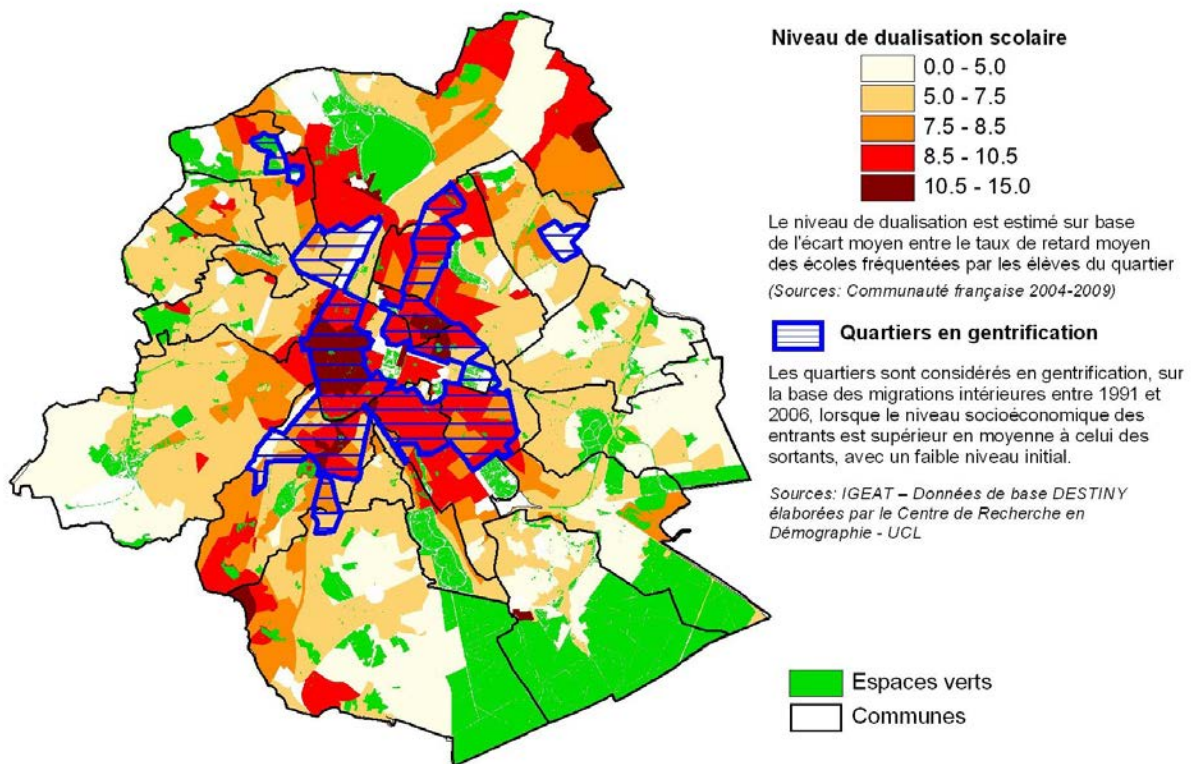 Niveau de dualisation scolaire
0.0 - 5.0
5.0 - 7.5
7.5 - 8.5
8.5 - 10.5
10.5 - 15.0
Le niveau de dualisation est estimé sur base
de l'écart moyen entre le taux de retard moyen
des écoles fréquentées par les élèves du quartier
(Sources: Communauté française 2004-2009)
Quartiers en gentrification
Les quartiers sont considérés en gentrification, sur
la base des migrations intérieures entre 1991 et
2006, lorsque le niveau socioéconomique des
entrants est supérieur en moyenne à celui des
sortants, avec un faible niveau initial.
Sources: IGEAT – Données de base DESTINY
élaborées par le Centre de Recherche en
Démographie - UCL
Espaces verts
Communes